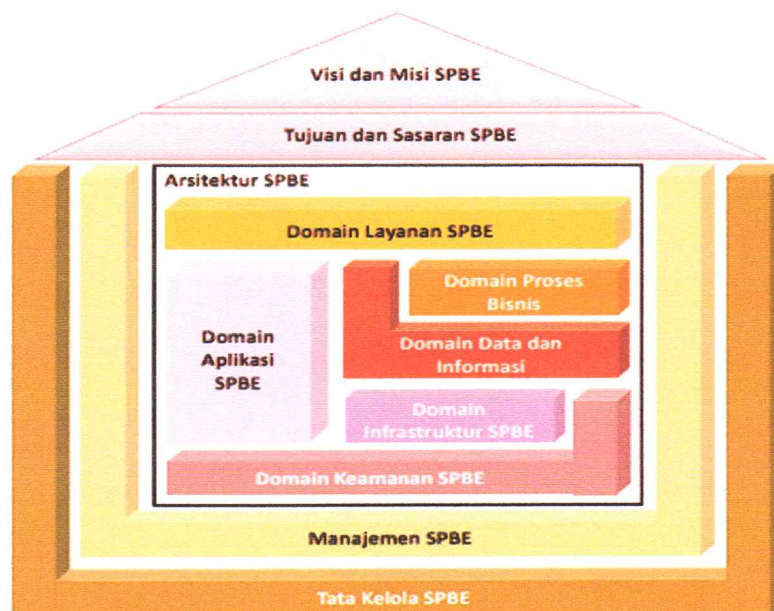 Visi dan Misi SPBE
Tujuan dan Sasaran SPBE
Arsitektur SPBE
Domain Layanan SPBE
Domain Aplikasi SPBE
Domain Proses
Bisnis
Domain Data dan
Informasi
Domain
Infrastruktur SPBE
Domain Keamanan SPBE
Manajemen SPBE
Tata Kelola SPBE